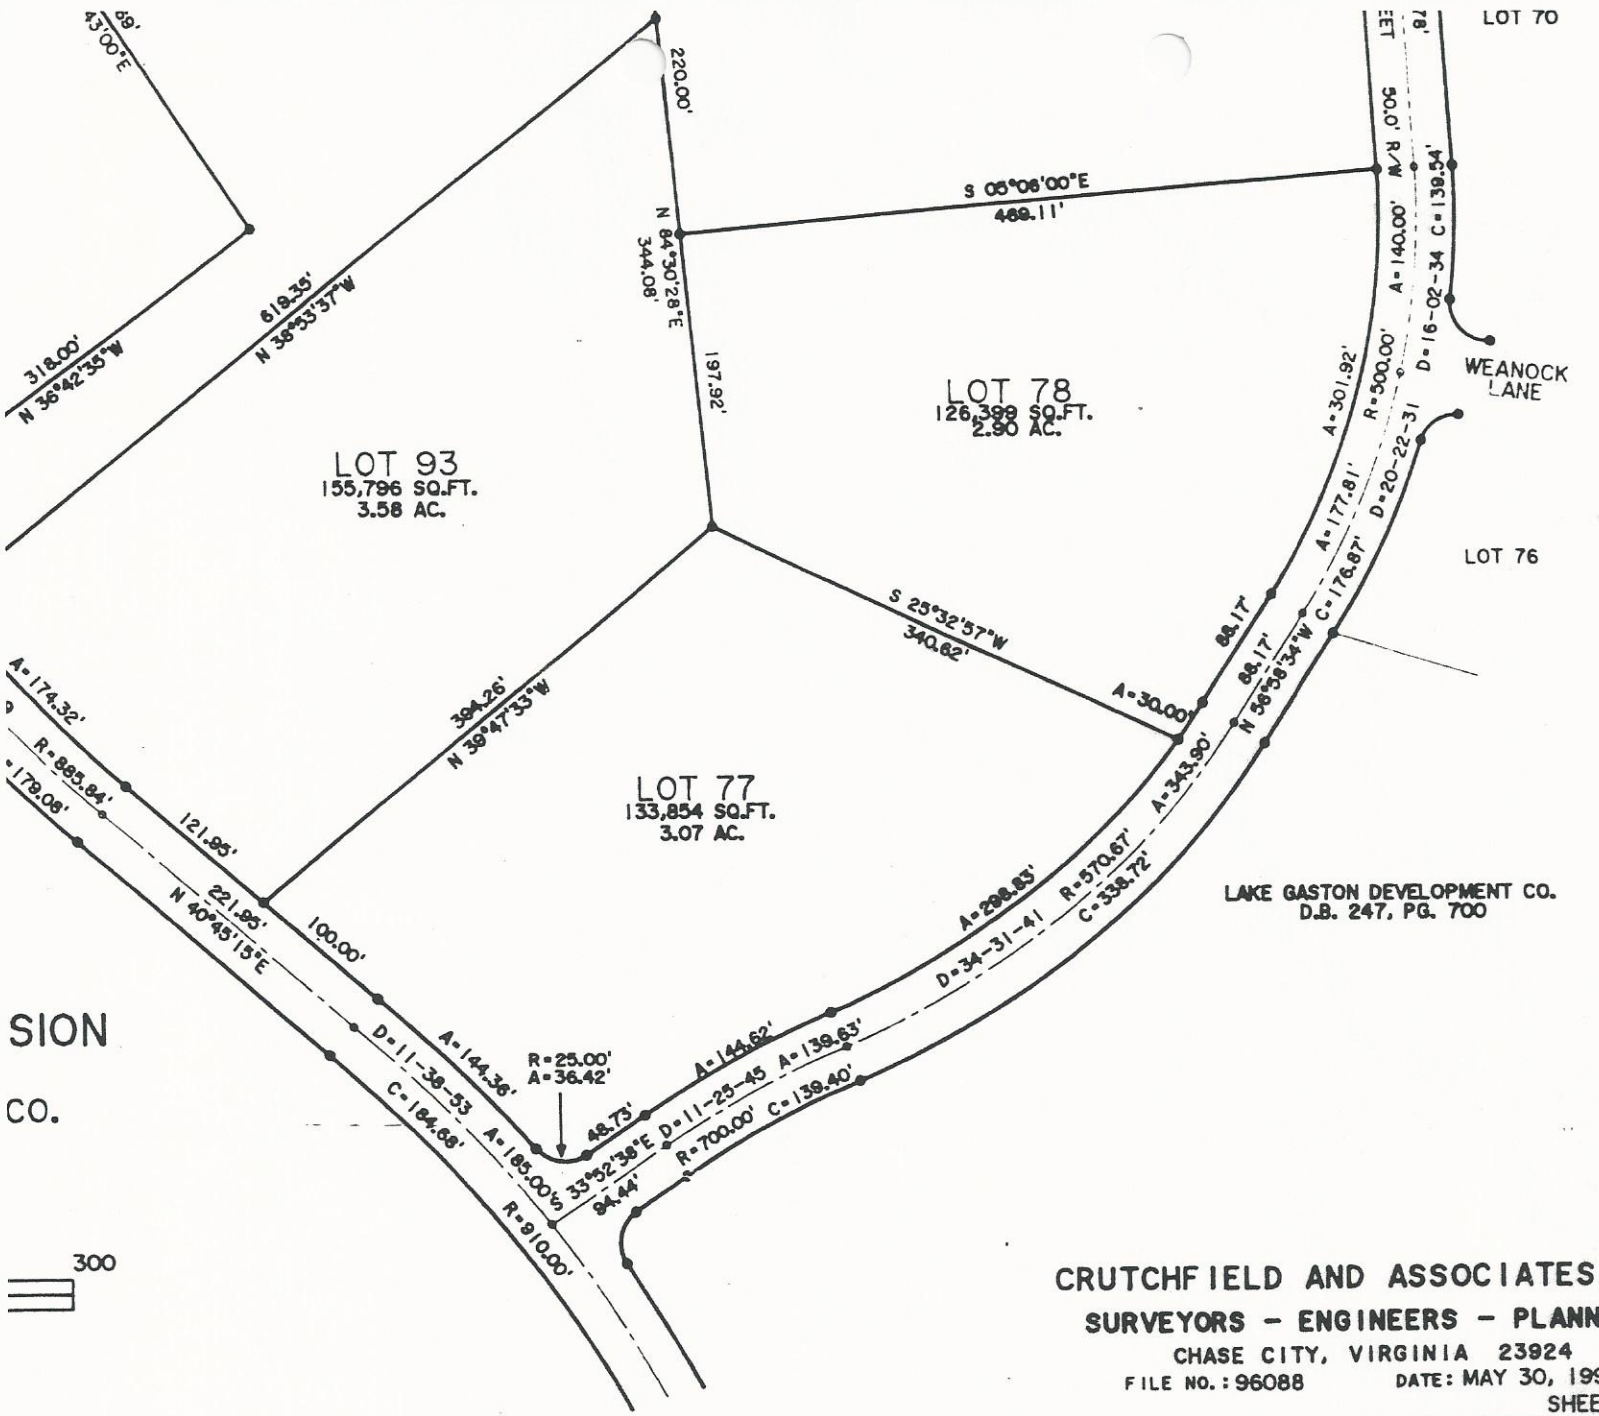 43'00"E
220.00'
LOT 70
50.0' R/W
S 05°06'00"E
469.11'
N 84°30'28"E
344.08'
A=140.00'
D=16-02-34 C=139.54'
619.35'
N 38°53'37"W
318.00'
N 36°42'35"W
197.92'
WEANOCK
LANE
LOT 78
126,399 SQ.FT.
2.90 AC.
A=301.92'
R=500.00'
LOT 93
155,796 SQ.FT.
3.58 AC.
A=177.81'
D=20-22-31
C=176.87'
LOT 76
S 25°32'57"W
340.62'
88.17'
88.17'
N 56°58'34"W
A=30.00'
A=174.32'
R=885.84'
394.26'
N 39°47'33"W
LOT 77
133,854 SQ.FT.
3.07 AC.
121.95'
221.95'
N 40°45'15"E
100.00'
A=298.83'
D=34-31-41 R=570.67' A=343.90'
C=338.72'
LAKE GASTON DEVELOPMENT CO.
D.B. 247, PG. 700
SION
CO.
A=144.36'
D=11-38-53 A=185.00'
C=184.68'
R=910.00'
R=25.00'
A=36.42'
A=144.62'
48.73'
S 33°52'38"E D=11-25-45 A=139.63'
94.44' R=700.00' C=139.40'
300
CRUTCHFIELD AND ASSOCIATES
SURVEYORS - ENGINEERS - PLANN
CHASE CITY, VIRGINIA 23924
FILE NO.: 96088 DATE: MAY 30, 199
SHEE